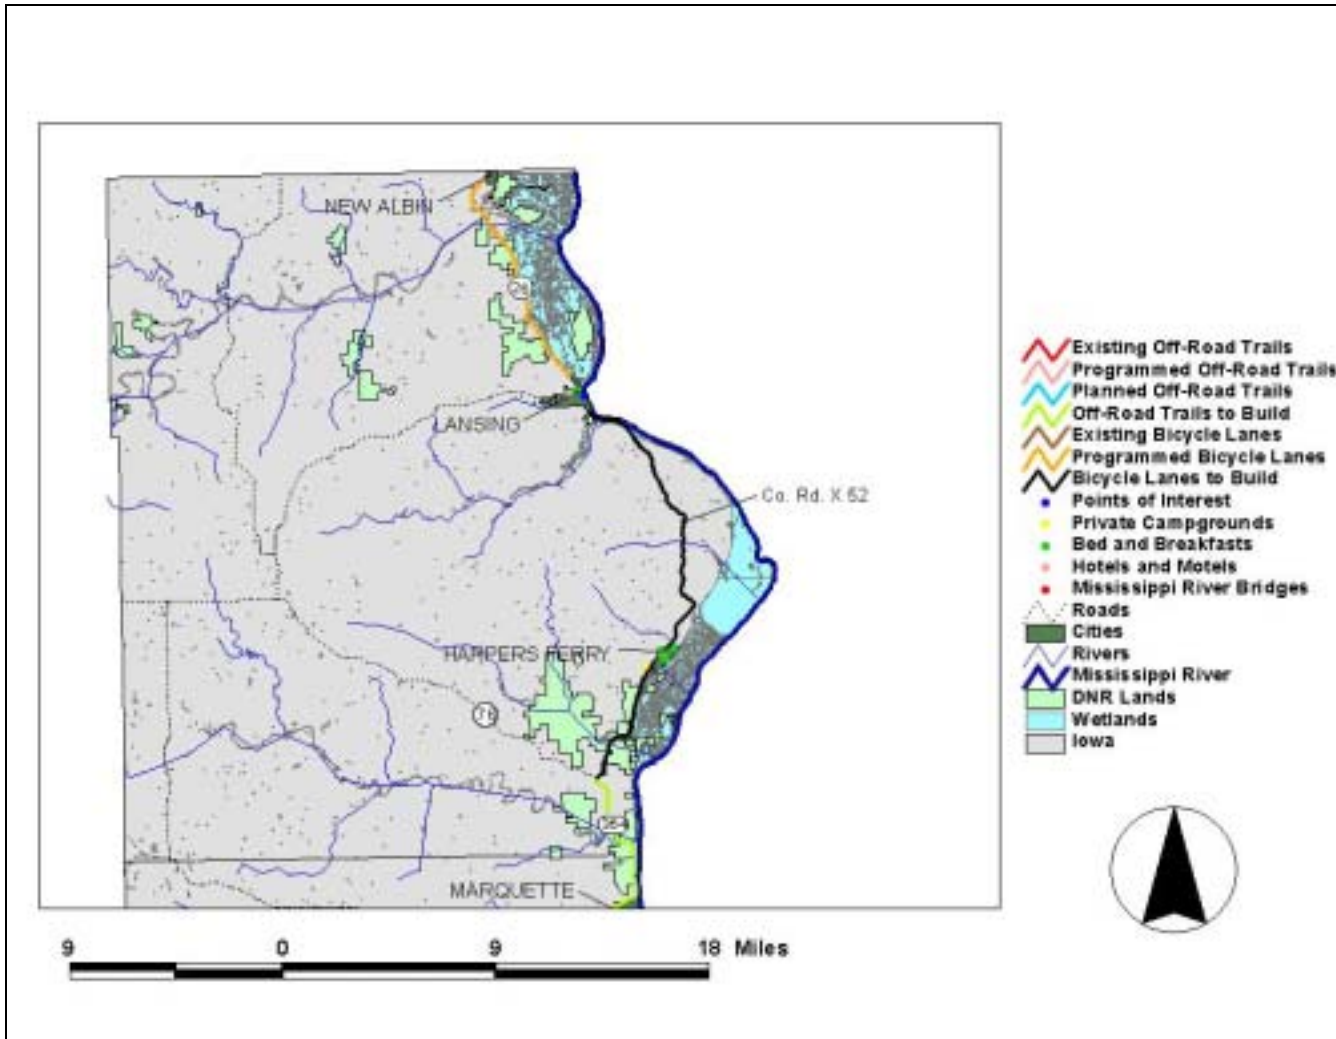 NEW ALBIN
26
LANSING
Co. Rd. X 52
HARPERS FERRY
76
MARQUETTE
Existing Off-Road Trails
Programmed Off-Road Trails
Planned Off-Road Trails
Off-Road Trails to Build
Existing Bicycle Lanes
Programmed Bicycle Lanes
Bicycle Lanes to Build
Points of Interest
Private Campgrounds
Bed and Breakfasts
Hotels and Motels
Mississippi River Bridges
Roads
Cities
Rivers
Mississippi River
DNR Lands
Wetlands
Iowa
9 0 9 18 Miles